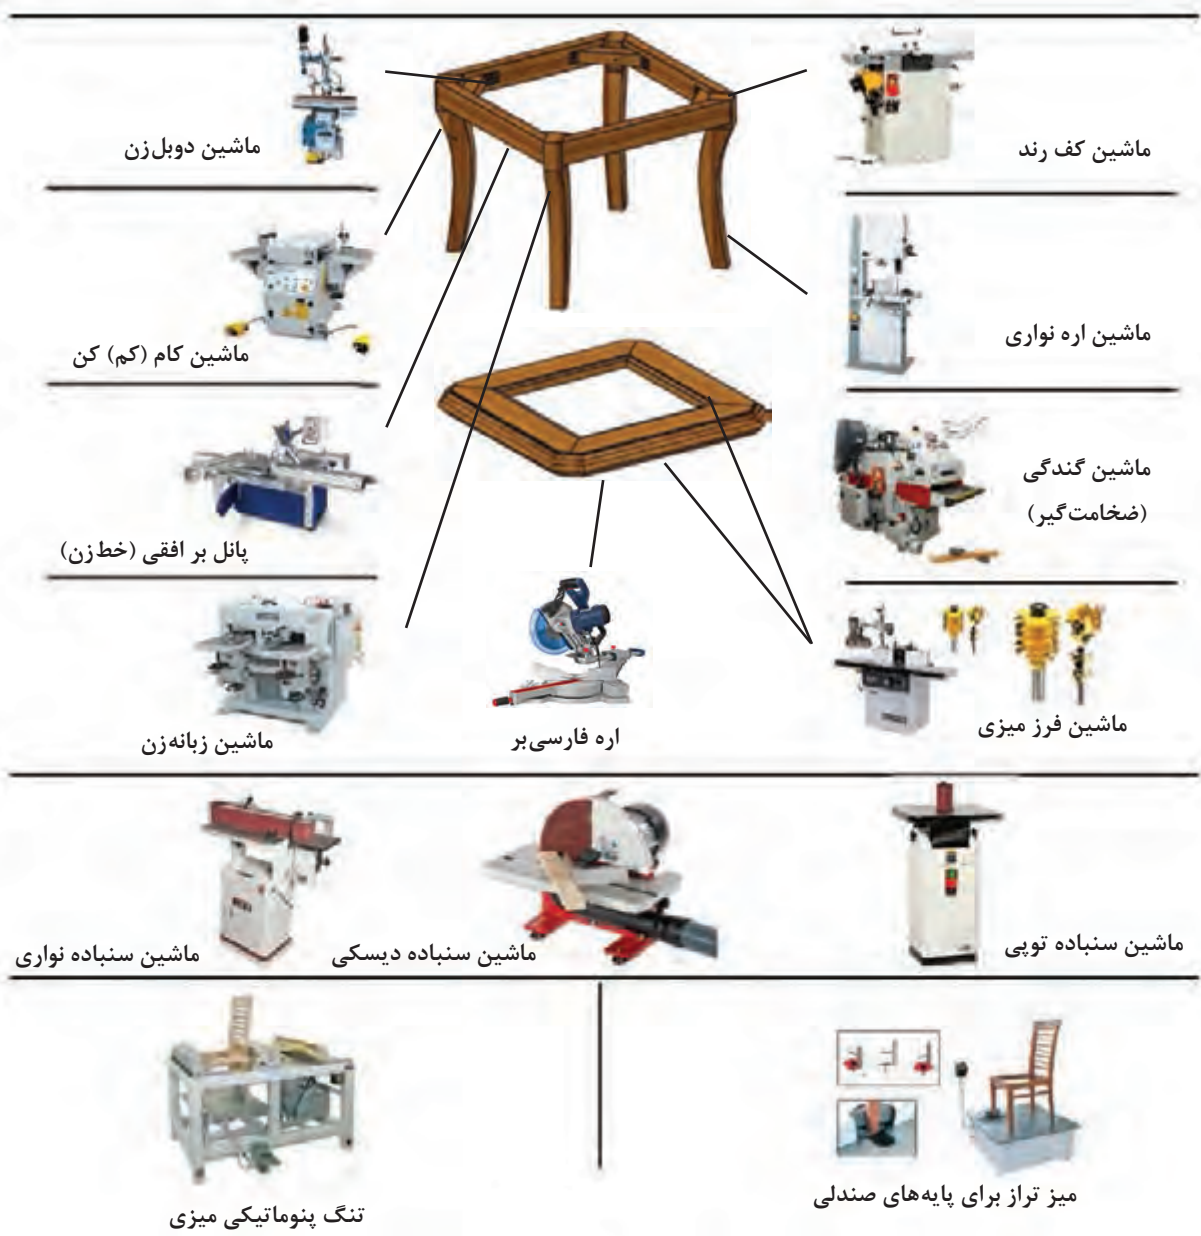 ماشین کف رند
ماشین دوبل‌زن
ماشین اره نواری
ماشین کام (کم) کن
ماشین گندگی
(ضخامت‌گیر)
پانل بر افقی (خط‌زن)
ماشین فرز میزی
اره فارسی‌بر
ماشین زبانه‌زن
ماشین سنباده توپی
ماشین سنباده دیسکی
ماشین سنباده نواری
میز تراز برای پایه‌های صندلی
تنگ پنوماتیکی میزی